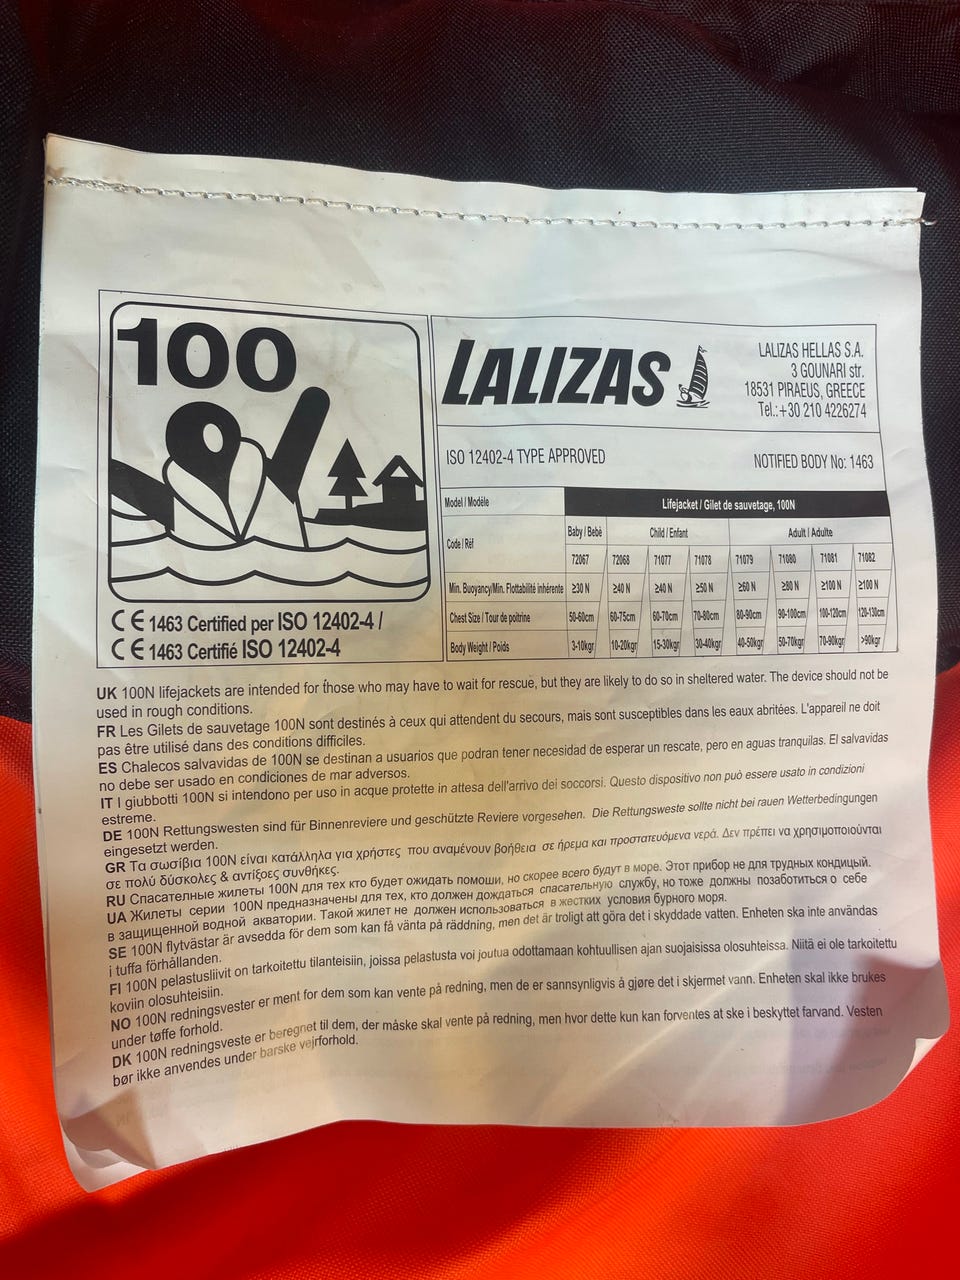 100
CE 1463 Certified per ISO 12402-4 /
CE 1463 Certifié ISO 12402-4
LALIZAS
LALIZAS HELLAS S.A.
3 GOUNARI str.
18531 PIRAEUS, GREECE
Tel.:+30 210 4226274
ISO 12402-4 TYPE APPROVED
NOTIFIED BODY No: 1463
Model / Modèle Lifejacket / Gilet de sauvetage, 100N
Code / Réf Baby / Bebè Child / Enfant Adult / Adulte
72067 72068 71077 71078 71079 71080 71081 71082
Min. Buoyancy/Min. Flottabilité inhérente ≥30 N ≥40 N ≥40 N ≥50 N ≥60 N ≥80 N ≥100 N ≥100 N
Chest Size / Tour de poitrine 50-60cm 60-75cm 60-70cm 70-80cm 80-90cm 90-100cm 100-120cm 120-130cm
Body Weight / Poids 3-10kgr 10-20kgr 15-30kgr 30-40kgr 40-50kgr 50-70kgr 70-90kgr >90kgr
UK 100N lifejackets are intended for those who may have to wait for rescue, but they are likely to do so in sheltered water. The device should not be
used in rough conditions.
FR Les Gilets de sauvetage 100N sont destinés à ceux qui attendent du secours, mais sont susceptibles dans les eaux abritées. L'appareil ne doit
pas être utilisé dans des conditions difficiles.
ES Chalecos salvavidas de 100N se destinan a usuarios que podran tener necesidad de esperar un rescate, pero en aguas tranquilas. El salvavidas
no debe ser usado en condiciones de mar adversos.
IT I giubbotti 100N si intendono per uso in acque protette in attesa dell'arrivo dei soccorsi. Questo dispositivo non può essere usato in condizioni
estreme.
DE 100N Rettungswesten sind für Binnenreviere und geschützte Reviere vorgesehen. Die Rettungsweste sollte nicht bei rauen Wetterbedingungen
eingesetzt werden.
GR Τα σωσίβια 100N είναι κατάλληλα για χρήστες που αναμένουν βοήθεια σε ήρεμα και προστατευόμενα νερά. Δεν πρέπει να χρησιμοποιούνται
σε πολύ δύσκολες & αντίξοες συνθήκες.
RU Спасателные жилеты 100N для тех кто будет ожидать помоши, но скорее всего будут в море. Этот прибор не для трудных кондицый.
UA Жилеты серии 100N предназначены для тех, кто должен дождаться спасательную службу, но тоже должны позаботиться о себе
в защищенной водной акватории. Такой жилет не должен использоваться в жестких условия бурного моря.
SE 100N flytvästar är avsedda för dem som kan få vänta på räddning, men det är troligt att göra det i skyddade vatten. Enheten ska inte användas
i tuffa förhållanden.
FI 100N pelastusliivit on tarkoitettu tilanteisiin, joissa pelastusta voi joutua odottamaan kohtuullisen ajan suojaisissa olosuhteissa. Niitä ei ole tarkoitettu
koviin olosuhteisiin.
NO 100N redningsvester er ment for dem som kan vente på redning, men de er sannsynligvis å gjøre det i skjermet vann. Enheten skal ikke brukes
under tøffe forhold.
DK 100N redningsveste er beregnet til dem, der måske skal vente på redning, men hvor dette kun kan forventes at ske i beskyttet farvand. Vesten
bør ikke anvendes under barske vejrforhold.